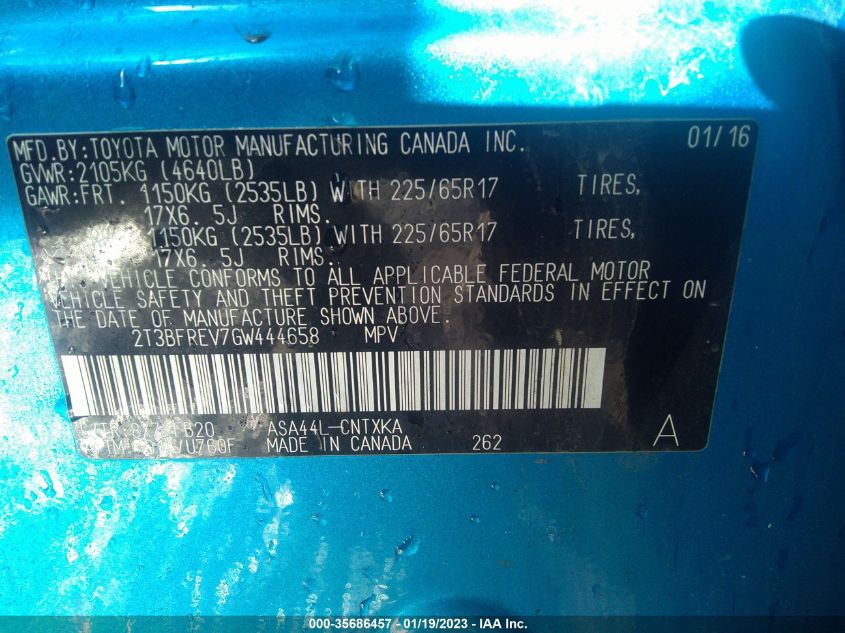 MFD.BY:TOYOTA MOTOR MANUFACTURING CANADA INC. 01/16
GVWR:2105KG (4640LB)
GAWR:FRT. 1150KG (2535LB) WITH 225/65R17 TIRES,
17X6.5J RIMS.
1150KG (2535LB) WITH 225/65R17 TIRES,
17X6.5J RIMS.
VEHICLE CONFORMS TO ALL APPLICABLE FEDERAL MOTOR
VEHICLE SAFETY AND THEFT PREVENTION STANDARDS IN EFFECT ON
THE DATE OF MANUFACTURE SHOWN ABOVE.
2T3BFREV7GW444658 MPV
B20 ASA44L-CNTXKA
U760F MADE IN CANADA 262 A
000-35686457 - 01/19/2023 - IAA Inc.